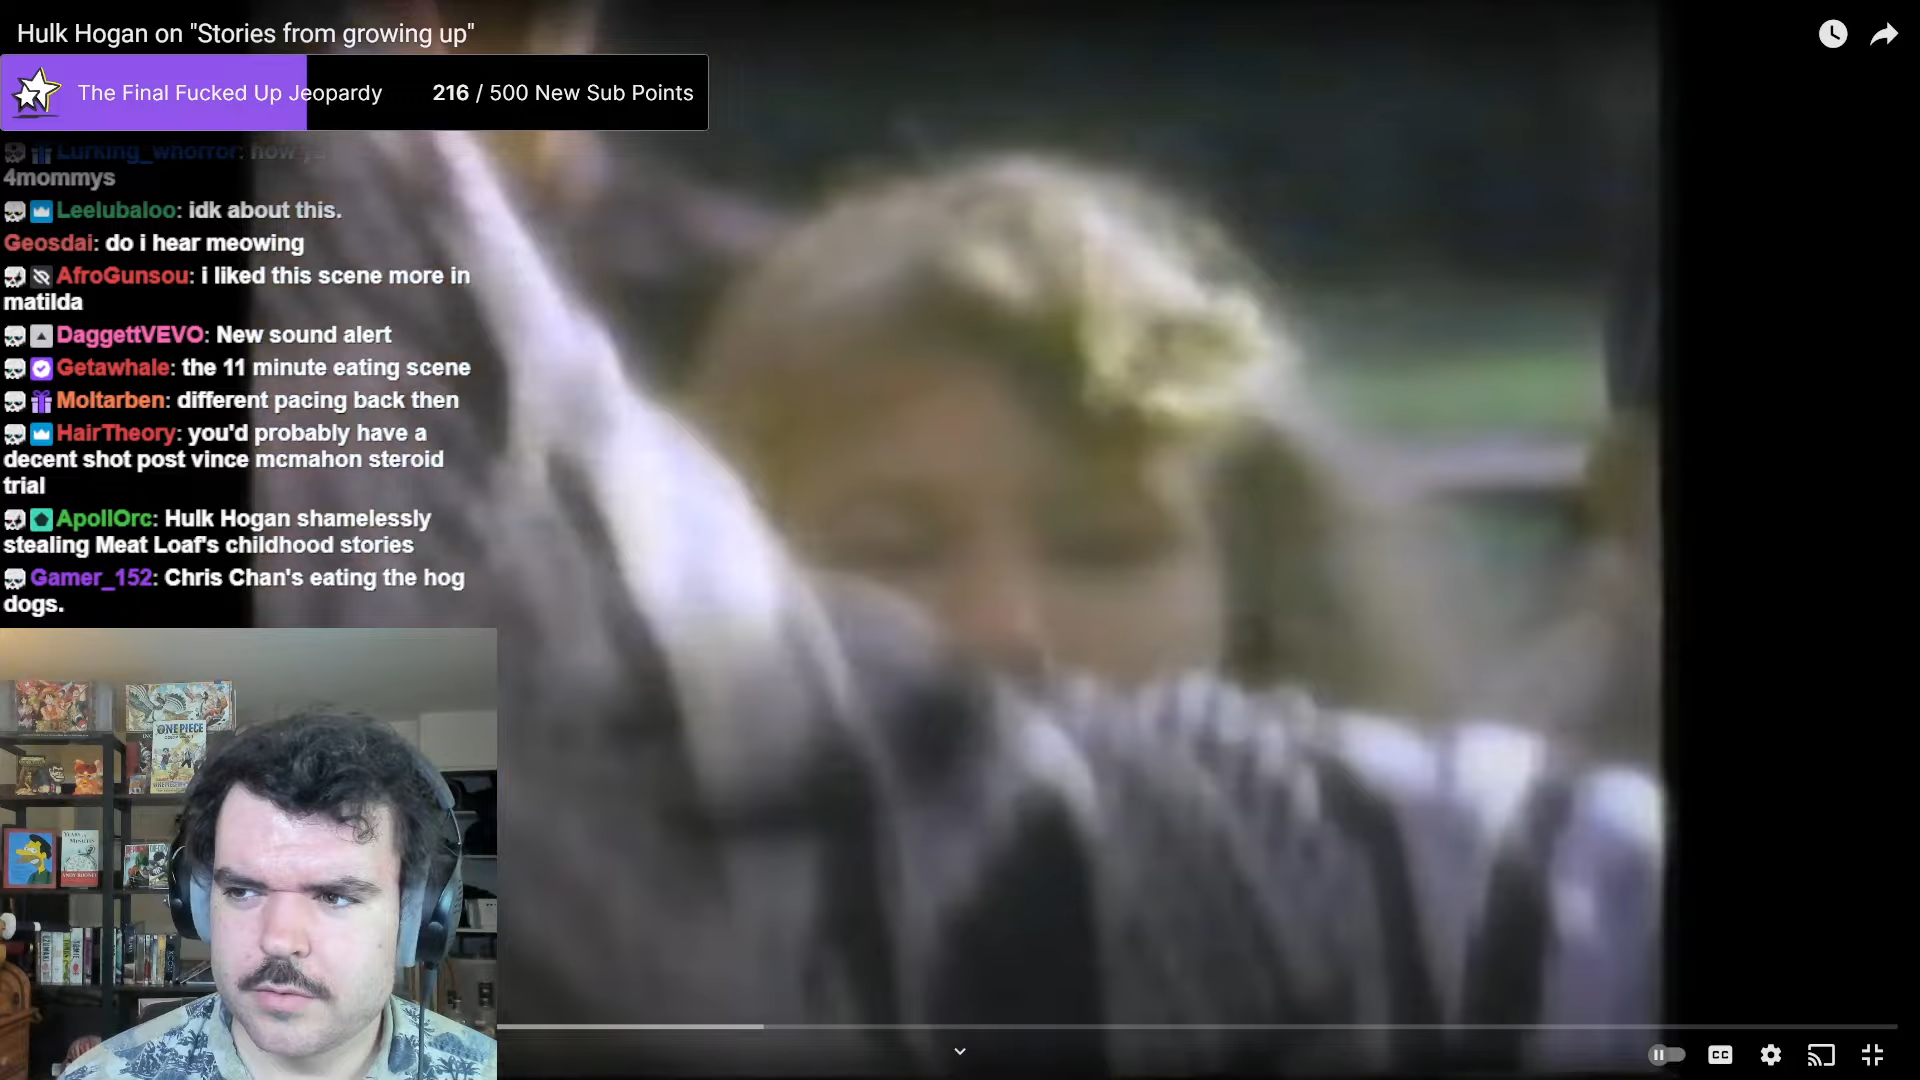 Hulk Hogan on "Stories from growing up"
The Final Fucked Up Jeopardy 216 / 500 New Sub Points
Lurking_whorror: how
4mommys
Leelubaloo: idk about this.
Geosdai: do i hear meowing
AfroGunsou: i liked this scene more in
matilda
DaggettVEVO: New sound alert
Getawhale: the 11 minute eating scene
Moltarben: different pacing back then
HairTheory: you'd probably have a
decent shot post vince mcmahon steroid
trial
ApollOrc: Hulk Hogan shamelessly
stealing Meat Loaf's childhood stories
Gamer_152: Chris Chan's eating the hog
dogs.
ONE PIECE
CC